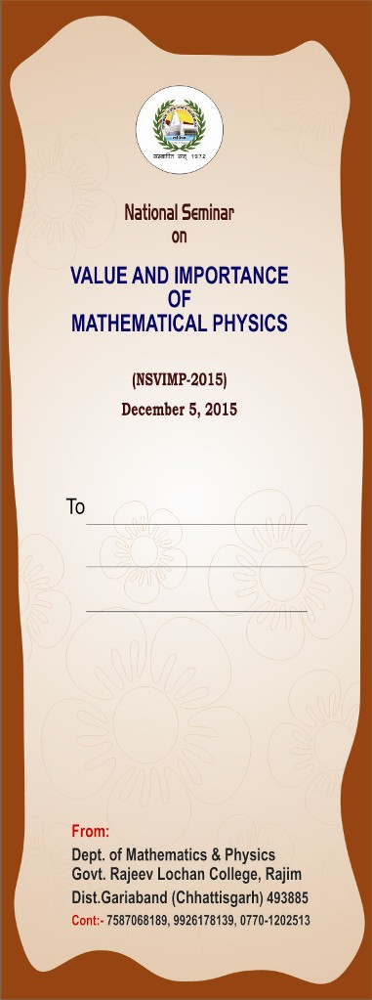 स्थापित सन् 1972
National Seminar
on
VALUE AND IMPORTANCE
OF
MATHEMATICAL PHYSICS
(NSVIMP-2015)
December 5, 2015
To
From:
Dept. of Mathematics & Physics
Govt. Rajeev Lochan College, Rajim
Dist.Gariaband (Chhattisgarh) 493885
Cont:- 7587068189, 9926178139, 0770-1202513